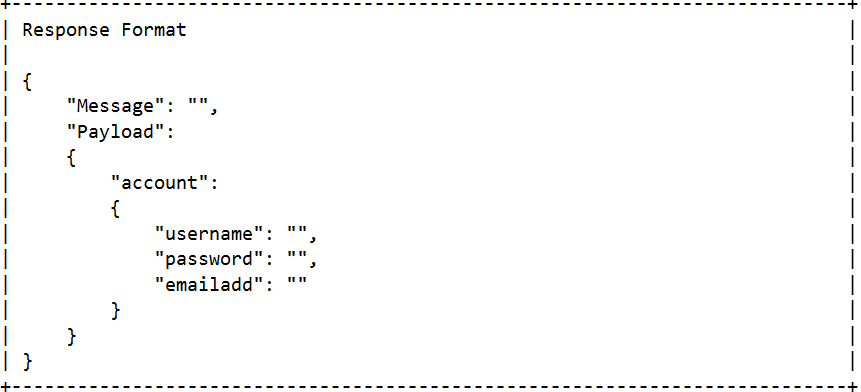 +----------------------------------------------------------------------------+
| Response Format                                                            |
|                                                                            |
| {                                                                          |
|     "Message": "",                                                         |
|     "Payload":                                                             |
|     {                                                                      |
|         "account":                                                         |
|         {                                                                  |
|             "username": "",                                                |
|             "password": "",                                                |
|             "emailadd": ""                                                 |
|         }                                                                  |
|     }                                                                      |
| }                                                                          |
+----------------------------------------------------------------------------+